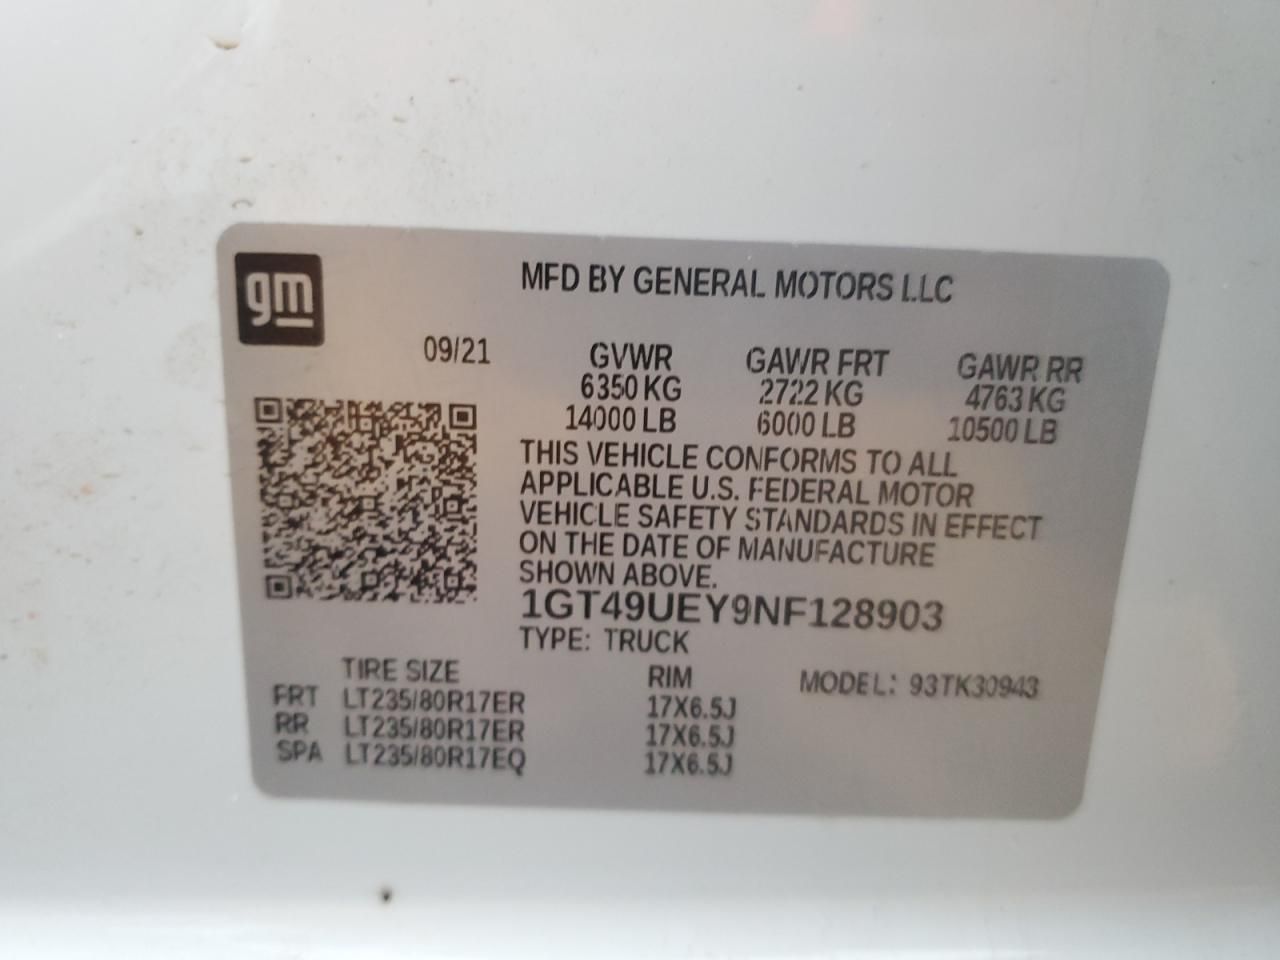 gm
MFD BY GENERAL MOTORS LLC
09/21
GVWR GAWR FRT GAWR RR
6350 KG 2722 KG 4763 KG
14000 LB 6000 LB 10500 LB
THIS VEHICLE CONFORMS TO ALL
APPLICABLE U.S. FEDERAL MOTOR
VEHICLE SAFETY STANDARDS IN EFFECT
ON THE DATE OF MANUFACTURE
SHOWN ABOVE.
1GT49UEY9NF128903
TYPE: TRUCK
TIRE SIZE RIM MODEL: 93TK30943
FRT LT235/80R17ER 17X6.5J
RR LT235/80R17ER 17X6.5J
SPA LT235/80R17EQ 17X6.5J